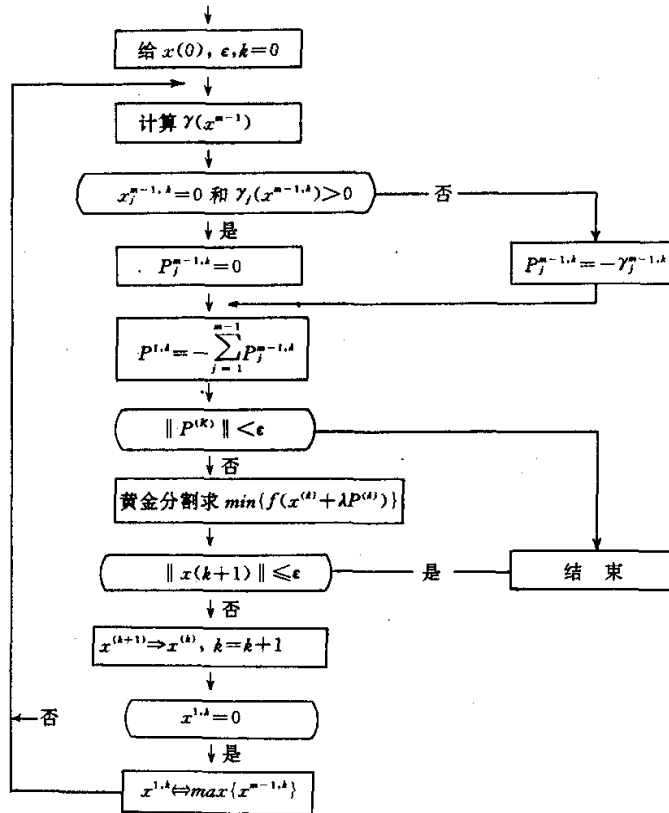 给 x(0), ε, k=0
计算 γ(x^{m-1})
x_j^{m-1,k}=0 和 γ_j(x^{m-1,k})>0
否
是
P_j^{m-1,k}=0
P_j^{m-1,k}=-γ_j^{m-1,k}
P^{1,k}=-∑_{j=1}^{m-1}P_j^{m-1,k}
‖P^{(K)}‖<ε
否
黄金分割求 min{f(x^{(k)}+λP^{(k)})}
‖x(k+1)‖≤ε
是
结 束
否
x^{(k+1)}⇒x^{(k)}, k=k+1
x^{1,k}=0
否
是
x^{1,k}⇔max{x^{m-1,k}}